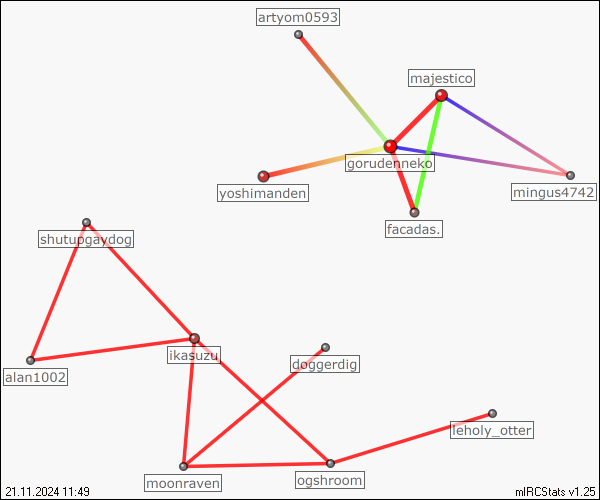 artyom0593
majestico
gorudenneko
yoshimanden
mingus4742
facadas.
shutupgaydog
ikasuzu
doggerdig
alan1002
leholy_otter
moonraven
ogshroom
21.11.2024 11:49
mIRCStats v1.25